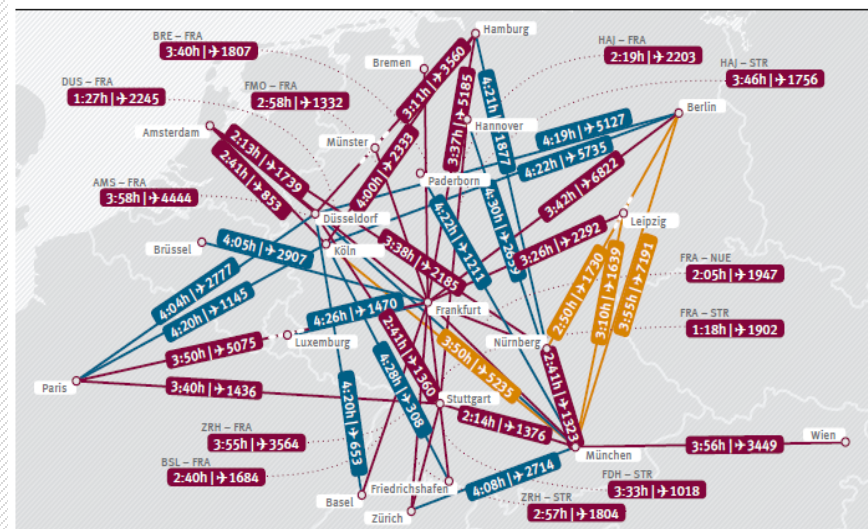 BRE – FRA
3:40h | ✈ 1807
Hamburg
HAJ – FRA
2:19h | ✈ 2203
Bremen
3:11h | ✈ 3560
DUS – FRA
1:27h | ✈ 2245
FMO – FRA
2:58h | ✈ 1332
3:37h | ✈ 5185
4:21h
1877
HAJ – STR
3:46h | ✈ 1756
Berlin
Hannover
Amsterdam
Münster
2:13h | ✈ 1739
2:41h | ✈ 853
4:00h | ✈ 2333
4:19h | ✈ 5127
4:22h | ✈ 5735
AMS – FRA
3:58h | ✈ 4444
Paderborn
3:42h | ✈ 6822
Düsseldorf
4:22h | ✈ 1211
4:30h
Leipzig
3:26h | ✈ 2292
Brüssel
4:05h | ✈ 2907
Köln
3:38h | ✈ 2185
2:50h | ✈ 1730
3:10h | ✈ 1639
3:55h | ✈ 7191
FRA – NUE
2:05h | ✈ 1947
4:04h | ✈ 2777
4:20h | ✈ 1145
4:26h | ✈ 1470
Frankfurt
FRA – STR
1:18h | ✈ 1902
Luxemburg
Nürnberg
3:50h | ✈ 5075
2:41h | ✈ 1360
3:50h | ✈ 5235
2:41h | ✈ 1323
Paris
3:40h | ✈ 1436
4:20h | ✈ 653
4:28h | ✈ 308
Stuttgart
2:14h | ✈ 1376
Wien
ZRH – FRA
3:55h | ✈ 3564
München
3:56h | ✈ 3449
BSL – FRA
2:40h | ✈ 1684
Friedrichshafen
4:08h | ✈ 2714
FDH – STR
3:33h | ✈ 1018
Basel
Zürich
ZRH – STR
2:57h | ✈ 1804